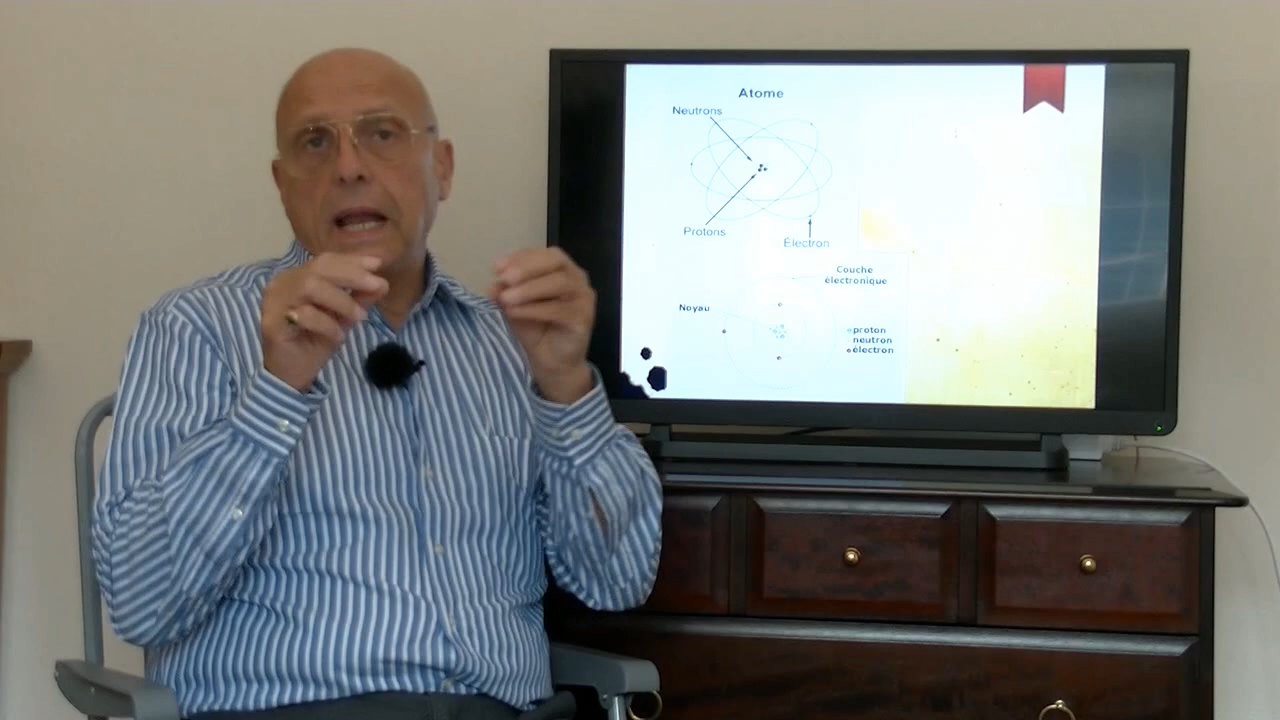 Atome
Neutrons
Protons
Électron
Couche
électronique
Noyau
proton
neutron
électron